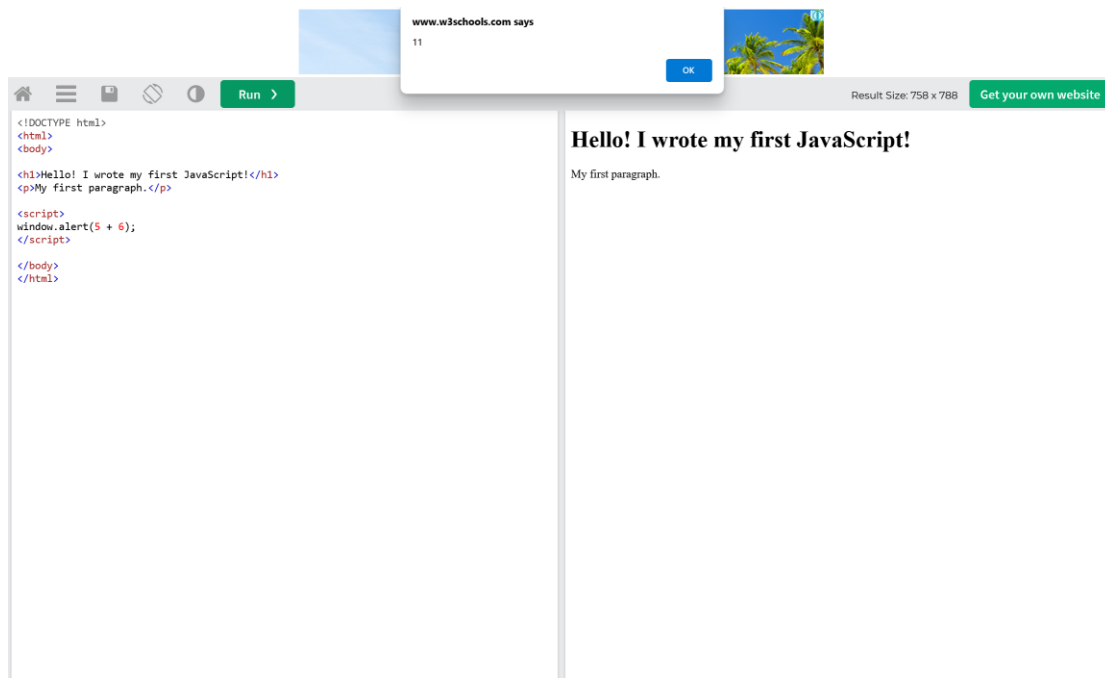 www.w3schools.com says
11
OK
Run
Result Size: 758 x 788
Get your own website
<!DOCTYPE html>
<html>
<body>
<h1>Hello! I wrote my first JavaScript!</h1>
<p>My first paragraph.</p>
<script>
window.alert(5 + 6);
</script>
</body>
</html>
Hello! I wrote my first JavaScript!
My first paragraph.